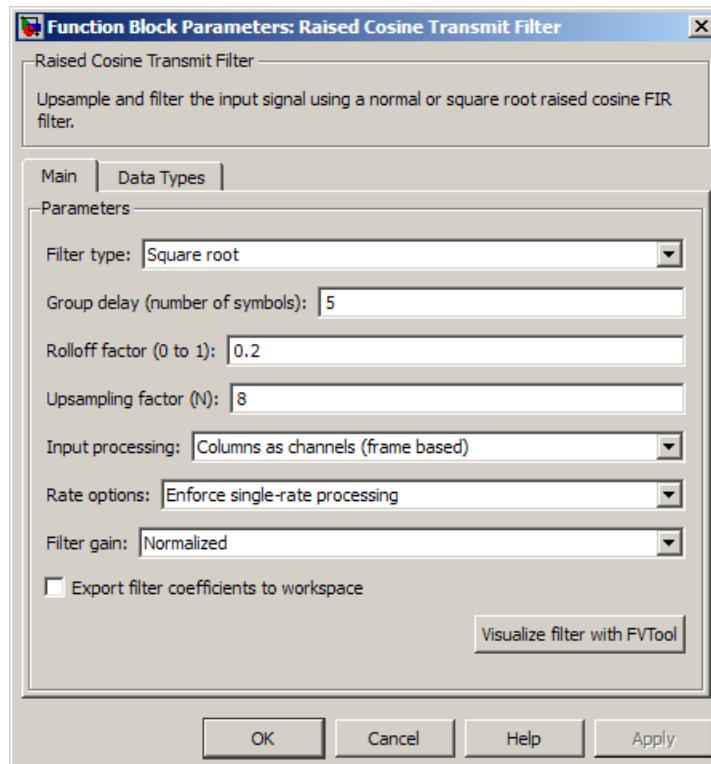 Function Block Parameters: Raised Cosine Transmit Filter
Raised Cosine Transmit Filter
Upsample and filter the input signal using a normal or square root raised cosine FIR
filter.
Main Data Types
Parameters
Filter type: Square root
Group delay (number of symbols): 5
Rolloff factor (0 to 1): 0.2
Upsampling factor (N): 8
Input processing: Columns as channels (frame based)
Rate options: Enforce single-rate processing
Filter gain: Normalized
Export filter coefficients to workspace
Visualize filter with FVTool
OK Cancel Help Apply